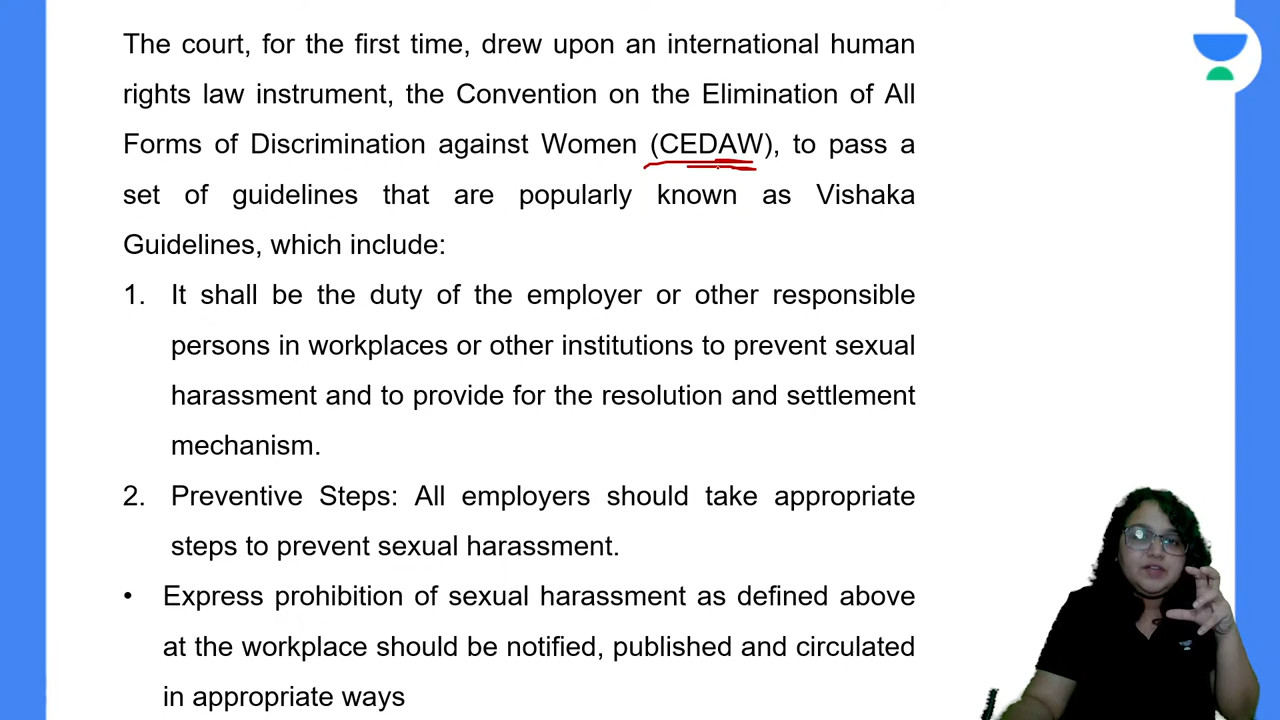 The court, for the first time, drew upon an international human
rights law instrument, the Convention on the Elimination of All
Forms of Discrimination against Women (CEDAW), to pass a
set of guidelines that are popularly known as Vishaka
Guidelines, which include:
1. It shall be the duty of the employer or other responsible
persons in workplaces or other institutions to prevent sexual
harassment and to provide for the resolution and settlement
mechanism.
2. Preventive Steps: All employers should take appropriate
steps to prevent sexual harassment.
• Express prohibition of sexual harassment as defined above
at the workplace should be notified, published and circulated
in appropriate ways